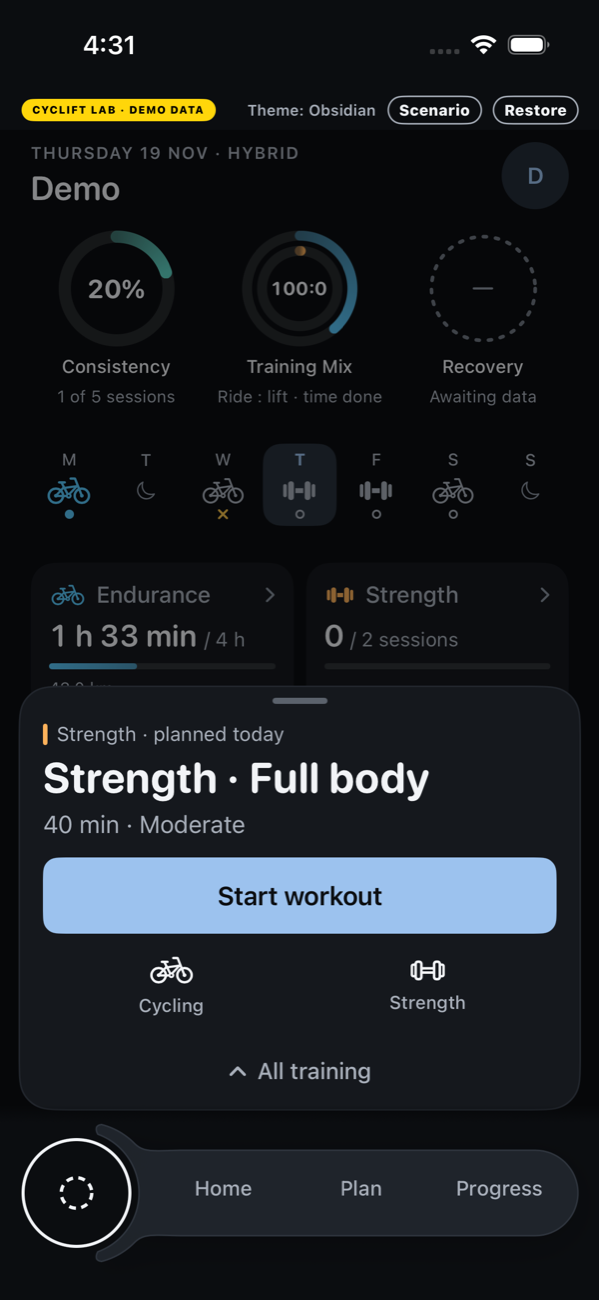 4:31
CYCLIFT LAB · DEMO DATA
Theme: Obsidian
Scenario
Restore
THURSDAY 19 NOV · HYBRID
Demo
D
20%
100:0
—
Consistency
Training Mix
Recovery
1 of 5 sessions
Ride : lift · time done
Awaiting data
M T W T F S S
Endurance
1 h 33 min / 4 h
Strength
0 / 2 sessions
Strength · planned today
Strength · Full body
40 min · Moderate
Start workout
Cycling
Strength
All training
Home
Plan
Progress